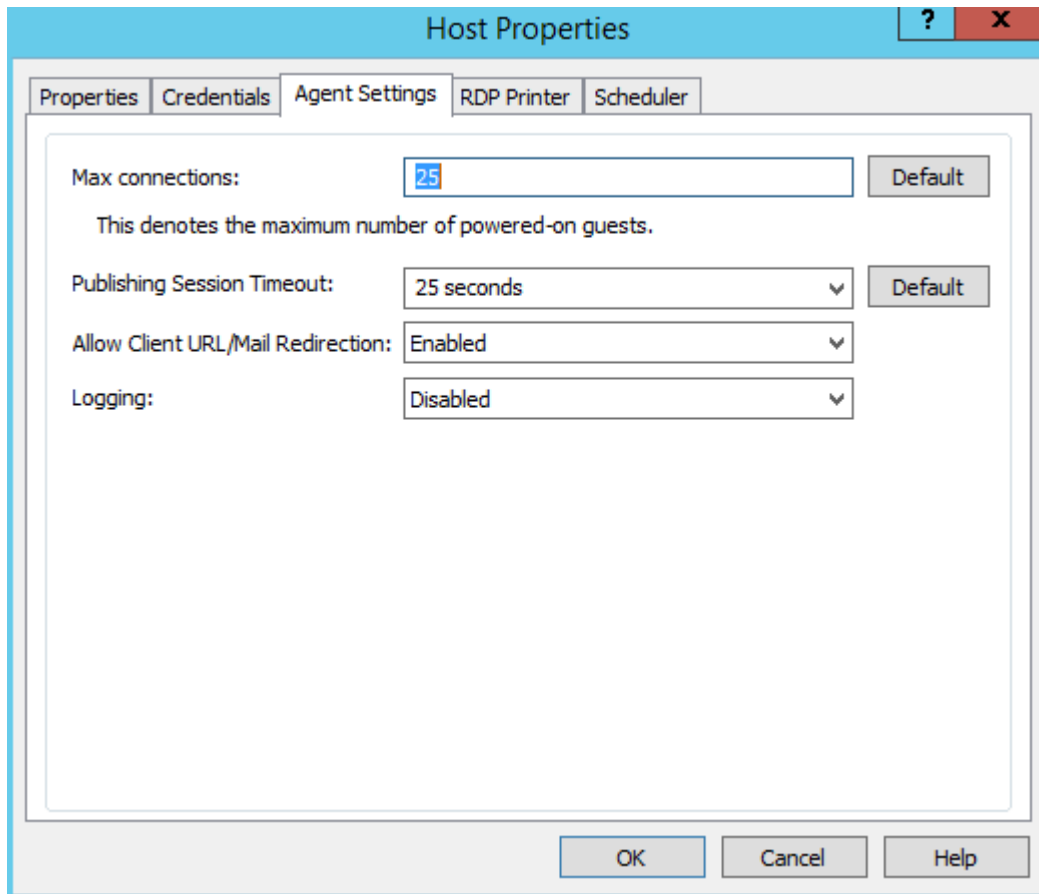 Host Properties
? x
Properties Credentials Agent Settings RDP Printer Scheduler
Max connections: 25 Default
This denotes the maximum number of powered-on guests.
Publishing Session Timeout: 25 seconds Default
Allow Client URL/Mail Redirection: Enabled
Logging: Disabled
OK Cancel Help